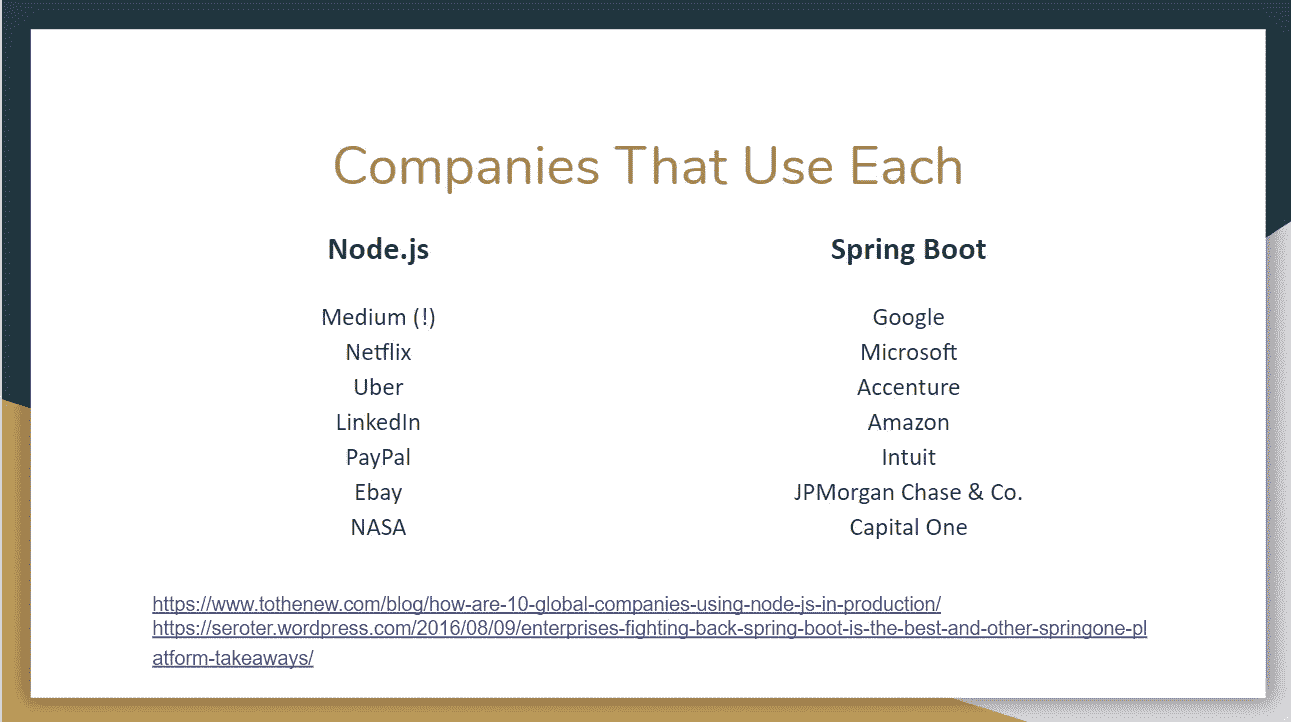 Companies That Use Each
Node.js
Medium (!)
Netflix
Uber
LinkedIn
PayPal
Ebay
NASA
Spring Boot
Google
Microsoft
Accenture
Amazon
Intuit
JPMorgan Chase & Co.
Capital One
https://www.tothenew.com/blog/how-are-10-global-companies-using-node-js-in-production/
https://seroter.wordpress.com/2016/08/09/enterprises-fighting-back-spring-boot-is-the-best-and-other-springone-pl
atform-takeaways/